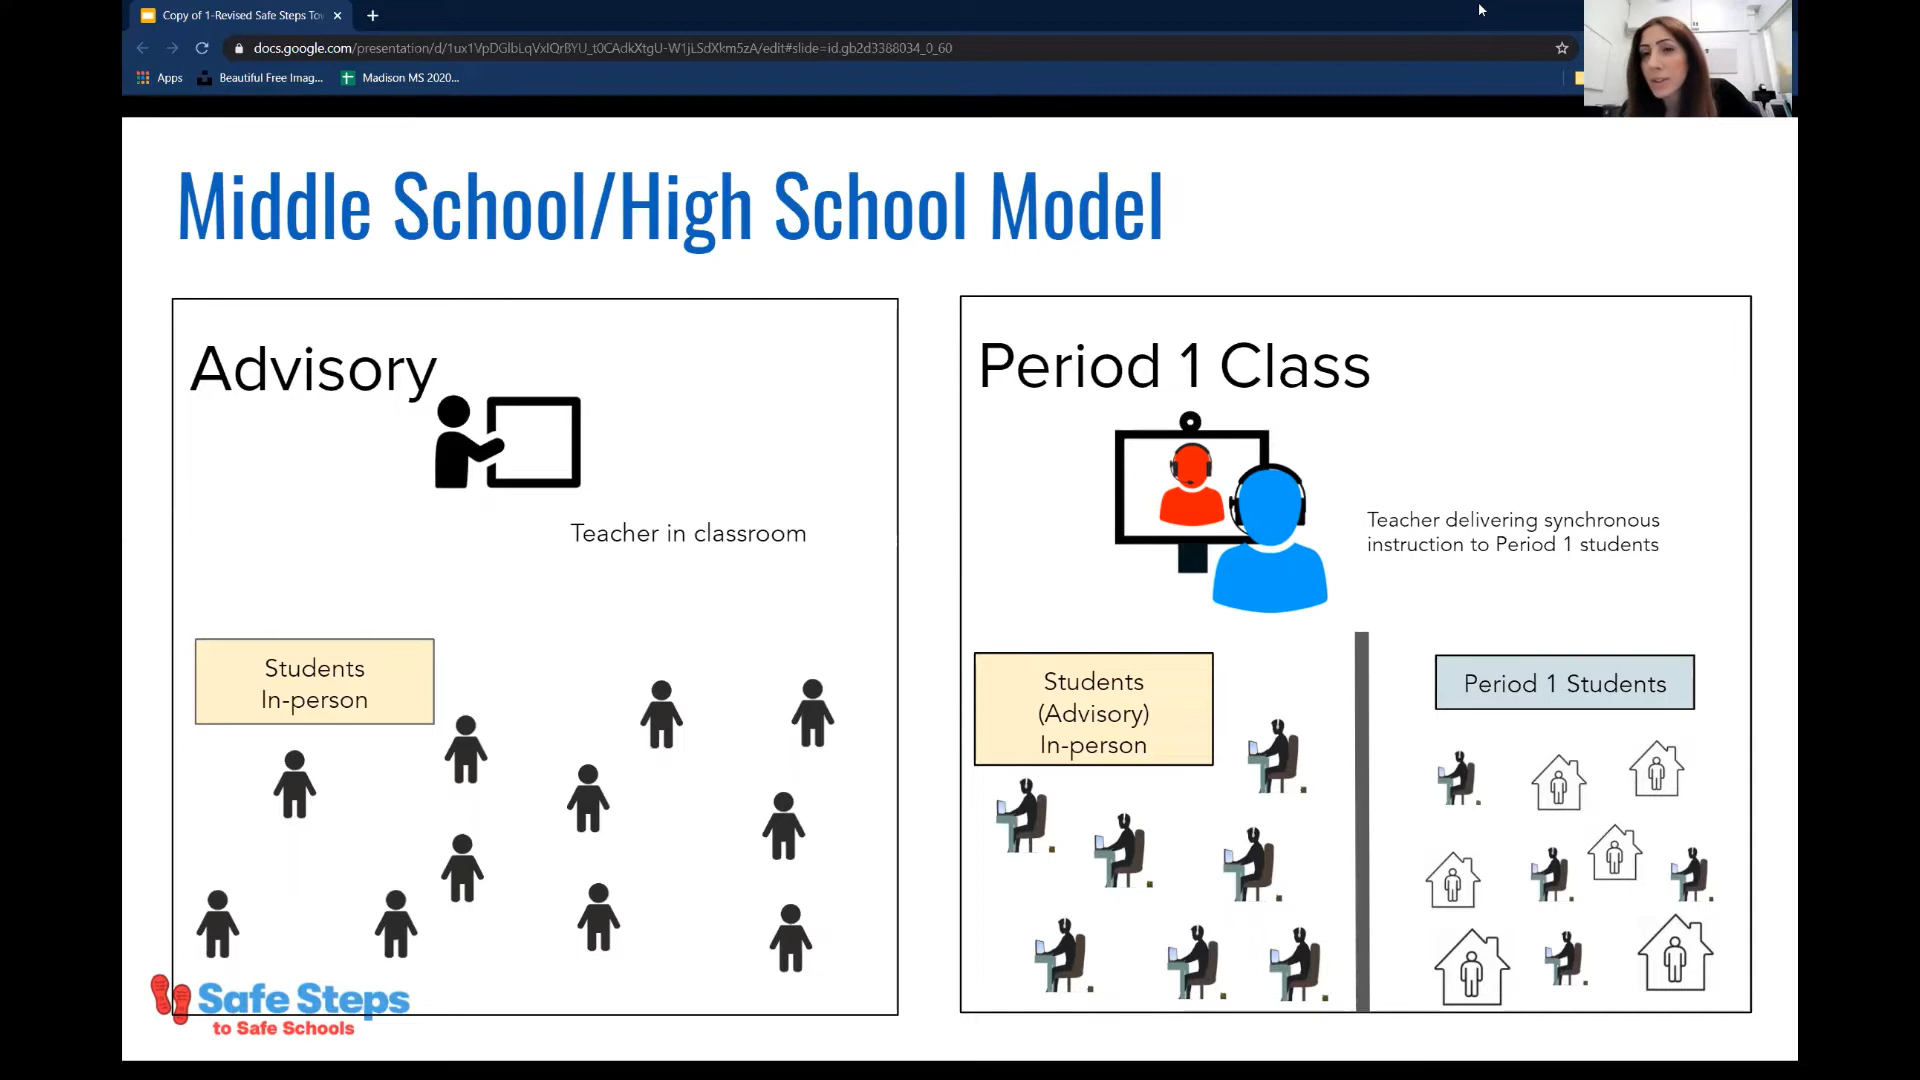 Copy of 1-Revised Safe Steps Tov
docs.google.com/presentation/d/1ux1VpDGlbLqVxIQrBYU_t0CAdkXtgU-W1jLSdXkm5zA/edit#slide=id.gb2d3388034_0_60
Apps
Beautiful Free Imag...
Madison MS 2020...
Middle School/High School Model
Advisory
Teacher in classroom
Students
In-person
Safe Steps
to Safe Schools
Period 1 Class
Teacher delivering synchronous
instruction to Period 1 students
Students
(Advisory)
In-person
Period 1 Students